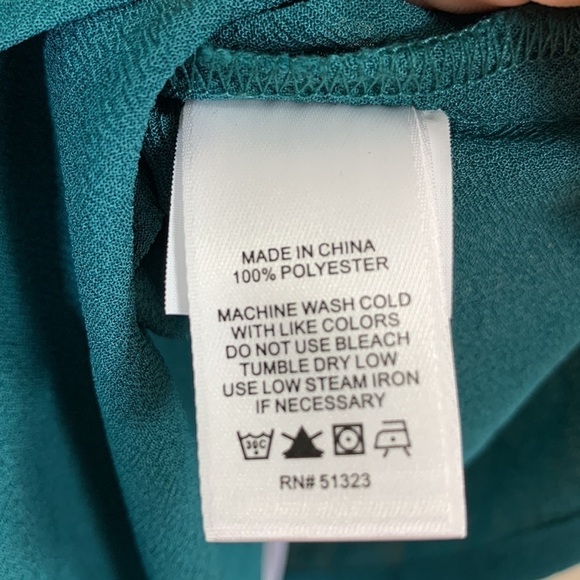 MADE IN CHINA
100% POLYESTER
MACHINE WASH COLD
WITH LIKE COLORS
DO NOT USE BLEACH
TUMBLE DRY LOW
USE LOW STEAM IRON
IF NECESSARY
30C
RN# 51323